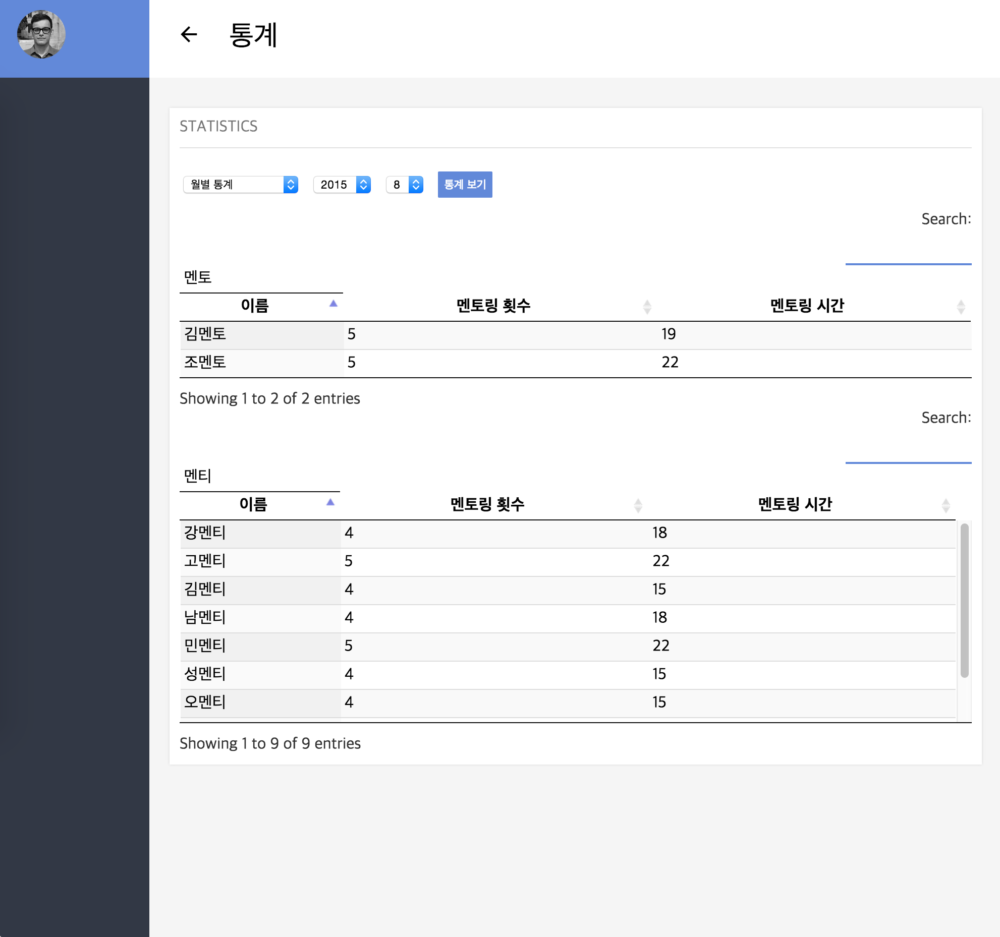 통계
STATISTICS
월별 통계 2015 8 통계 보기
Search:
멘토
이름 멘토링 횟수 멘토링 시간
김멘토 5 19
조멘토 5 22
Showing 1 to 2 of 2 entries
Search:
멘티
이름 멘토링 횟수 멘토링 시간
강멘티 4 18
고멘티 5 22
김멘티 4 15
남멘티 4 18
민멘티 5 22
성멘티 4 15
오멘티 4 15
Showing 1 to 9 of 9 entries